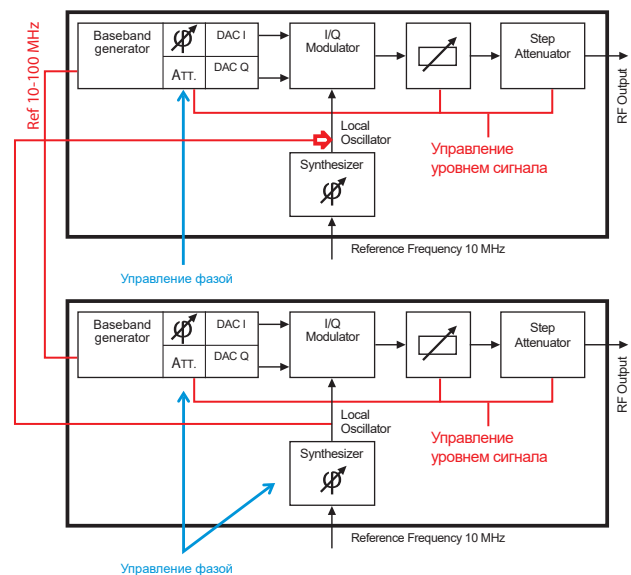 Ref 10-100 MHz
Baseband
generator
φ
ATT.
DAC I
DAC Q
I/Q
Modulator
Step
Attenuator
RF Output
Local
Oscillator
Synthesizer
φ
Управление
уровнем сигнала
Reference Frequency 10 MHz
Управление фазой
Baseband
generator
φ
ATT.
DAC I
DAC Q
I/Q
Modulator
Step
Attenuator
RF Output
Local
Oscillator
Synthesizer
φ
Управление
уровнем сигнала
Reference Frequency 10 MHz
Управление фазой